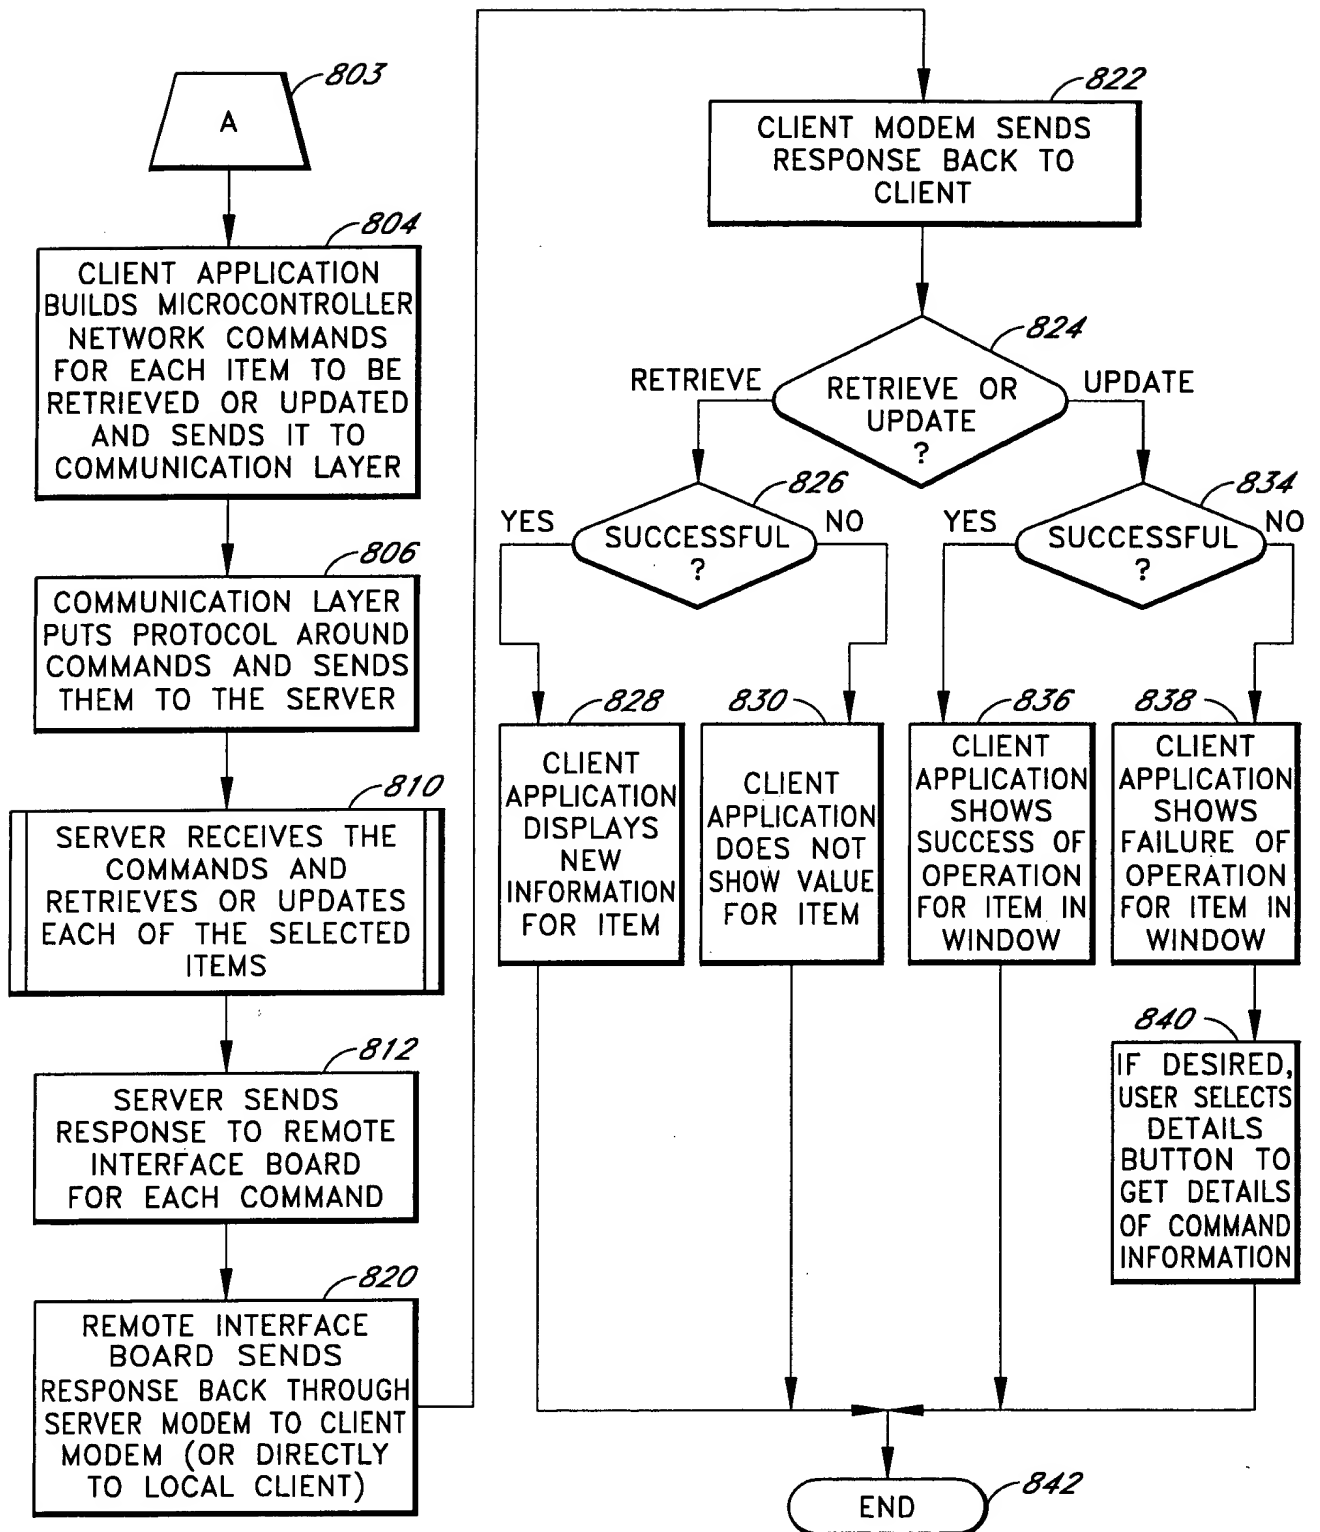 803
A
804
CLIENT APPLICATION
BUILDS MICROCONTROLLER
NETWORK COMMANDS
FOR EACH ITEM TO BE
RETRIEVED OR UPDATED
AND SENDS IT TO
COMMUNICATION LAYER
806
COMMUNICATION LAYER
PUTS PROTOCOL AROUND
COMMANDS AND SENDS
THEM TO THE SERVER
810
SERVER RECEIVES THE
COMMANDS AND
RETRIEVES OR UPDATES
EACH OF THE SELECTED
ITEMS
812
SERVER SENDS
RESPONSE TO REMOTE
INTERFACE BOARD
FOR EACH COMMAND
820
REMOTE INTERFACE
BOARD SENDS
RESPONSE BACK THROUGH
SERVER MODEM TO CLIENT
MODEM (OR DIRECTLY
TO LOCAL CLIENT)
822
CLIENT MODEM SENDS
RESPONSE BACK TO
CLIENT
824
RETRIEVE
RETRIEVE OR
UPDATE
?
UPDATE
826
YES
SUCCESSFUL
?
NO
834
YES
SUCCESSFUL
?
NO
828
CLIENT
APPLICATION
DISPLAYS
NEW
INFORMATION
FOR ITEM
830
CLIENT
APPLICATION
DOES NOT
SHOW VALUE
FOR ITEM
836
CLIENT
APPLICATION
SHOWS
SUCCESS OF
OPERATION
FOR ITEM IN
WINDOW
838
CLIENT
APPLICATION
SHOWS
FAILURE OF
OPERATION
FOR ITEM IN
WINDOW
840
IF DESIRED,
USER SELECTS
DETAILS
BUTTON TO
GET DETAILS
OF COMMAND
INFORMATION
842
END